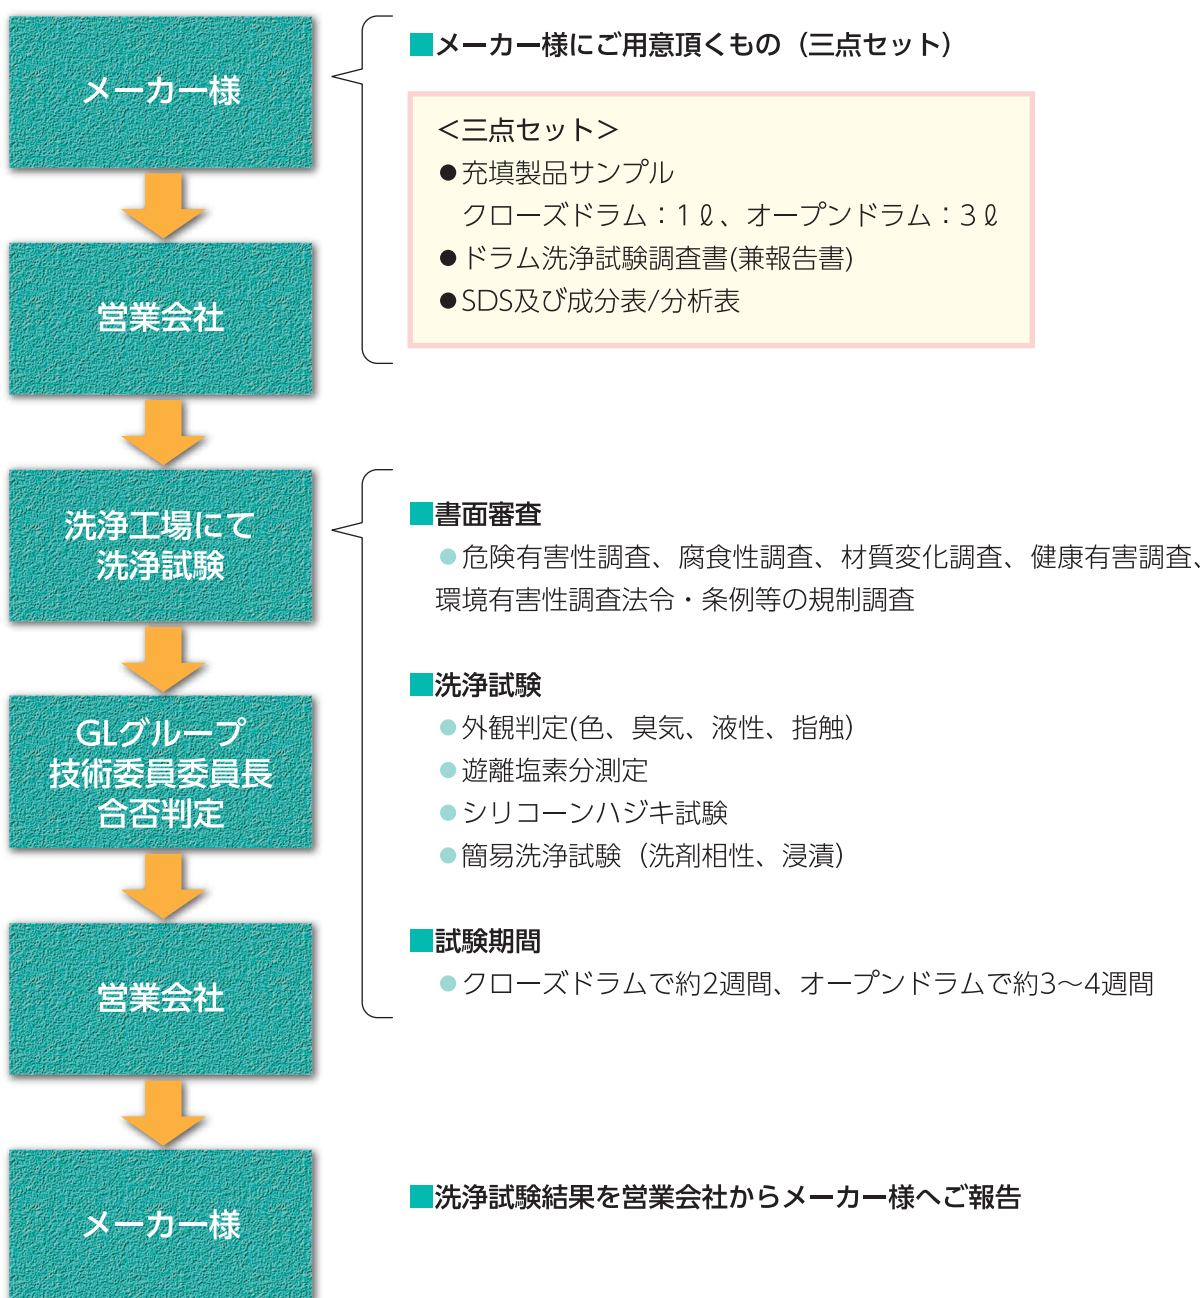 メーカー様
■メーカー様にご用意頂くもの（三点セット）
＜三点セット＞
●充填製品サンプル
クローズドラム：1ℓ、オープンドラム：3ℓ
●ドラム洗浄試験調査書(兼報告書)
●SDS及び成分表/分析表
営業会社
洗浄工場にて
洗浄試験
■書面審査
●危険有害性調査、腐食性調査、材質変化調査、健康有害調査、
環境有害性調査法令・条例等の規制調査
■洗浄試験
●外観判定(色、臭気、液性、指触)
●遊離塩素分測定
●シリコーンハジキ試験
●簡易洗浄試験（洗剤相性、浸漬）
■試験期間
●クローズドラムで約2週間、オープンドラムで約3～4週間
GLグループ
技術委員委員長
合否判定
営業会社
メーカー様
■洗浄試験結果を営業会社からメーカー様へご報告